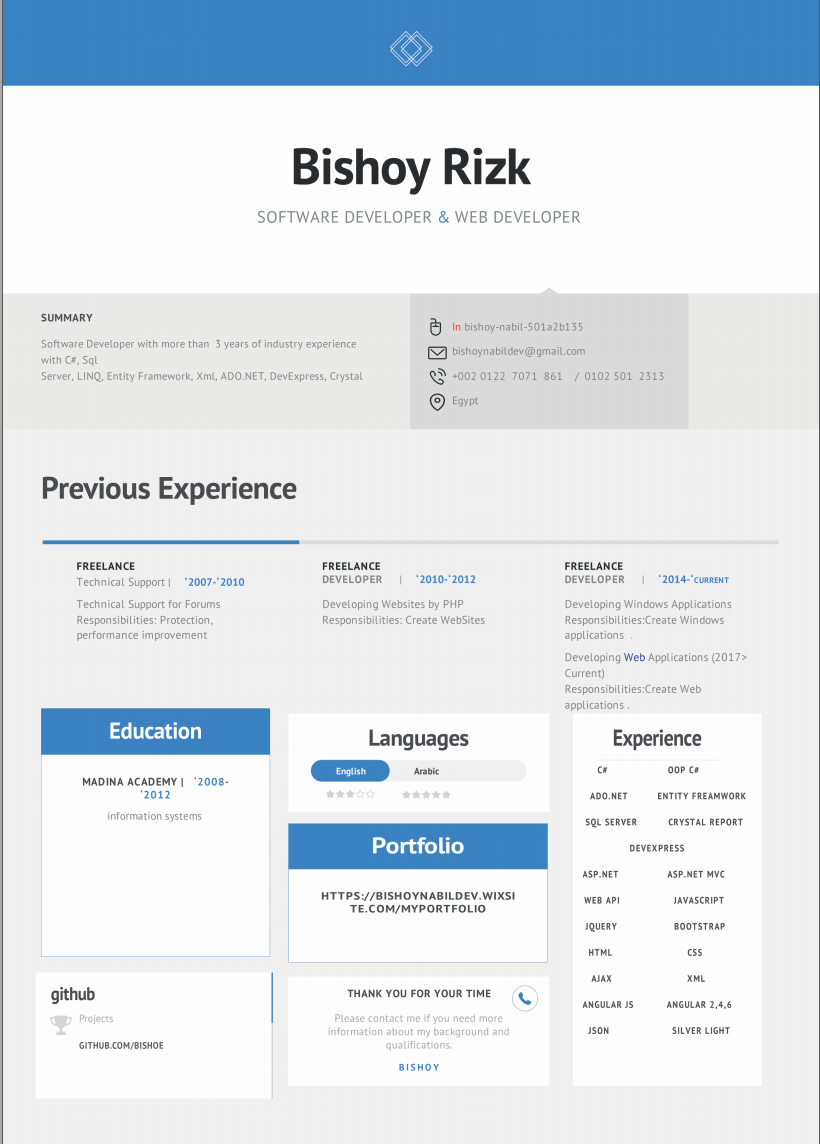 Bishoy Rizk
SOFTWARE DEVELOPER & WEB DEVELOPER
SUMMARY
Software Developer with more than 3 years of industry experience
with C#, Sql
Server, LINQ, Entity Framework, Xml, ADO.NET, DevExpress, Crystal
In bishoy-nabil-501a2b135
bishoynabildev@gmail.com
+002 0122 7071 861 / 0102 501 2313
Egypt
Previous Experience
FREELANCE
Technical Support | ‘2007-‘2010
Technical Support for Forums
Responsibilities: Protection,
performance improvement
FREELANCE
DEVELOPER | ‘2010-‘2012
Developing Websites by PHP
Responsibilities: Create WebSites
FREELANCE
DEVELOPER | ‘2014-‘CURRENT
Developing Windows Applications
Responsibilities:Create Windows
applications .
Developing Web Applications (2017>
Current)
Responsibilities:Create Web
applications .
Education
MADINA ACADEMY | ‘2008-
‘2012
information systems
Languages
English Arabic
Portfolio
HTTPS://BISHOYNABILDEV.WIXSI
TE.COM/MYPORTFOLIO
Experience
C# OOP C#
ADO.NET ENTITY FREAMWORK
SQL SERVER CRYSTAL REPORT
DEVEXPRESS
ASP.NET ASP.NET MVC
WEB API JAVASCRIPT
JQUERY BOOTSTRAP
HTML CSS
AJAX XML
ANGULAR JS ANGULAR 2,4,6
JSON SILVER LIGHT
github
Projects
GITHUB.COM/BISHOE
THANK YOU FOR YOUR TIME
Please contact me if you need more
information about my background and
qualifications.
BISHOY